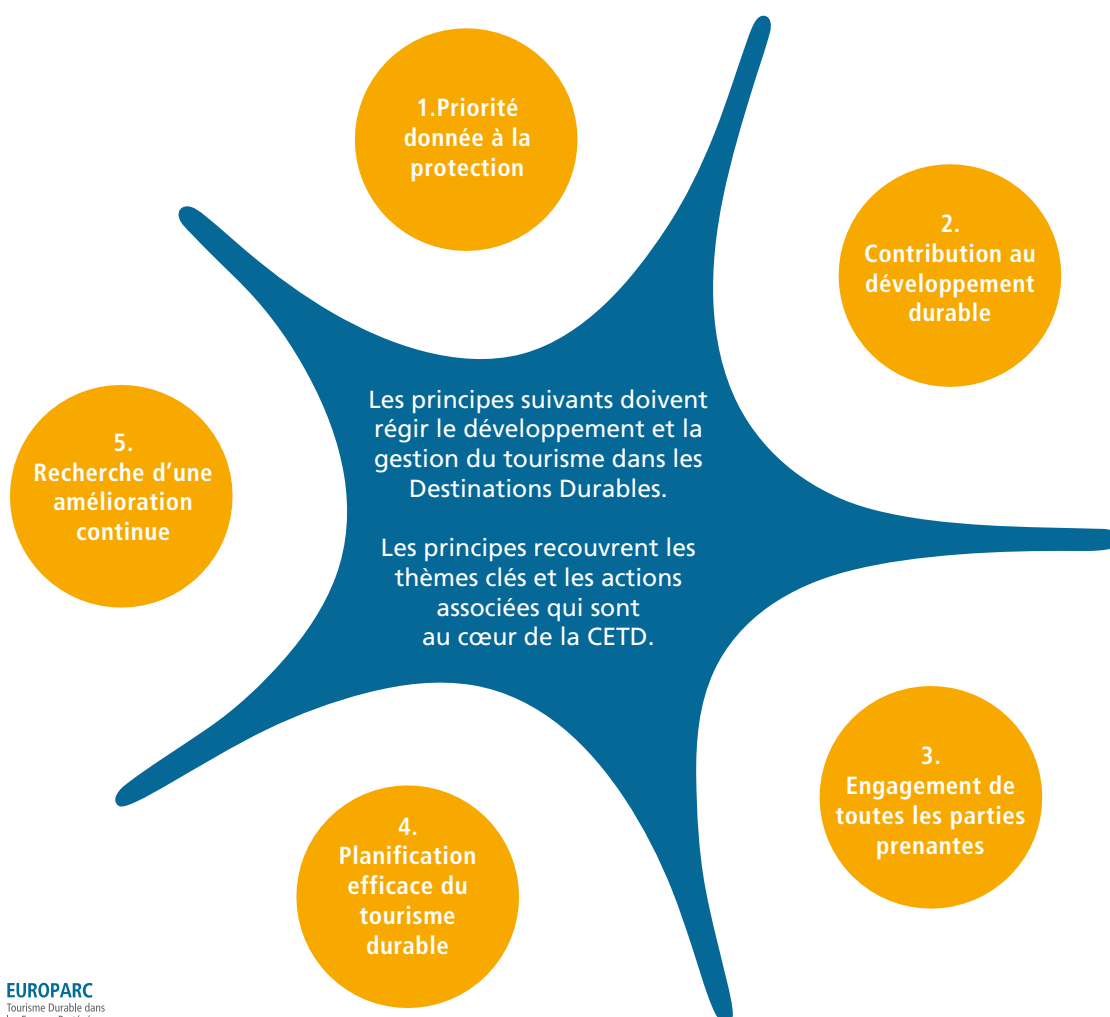 1.Priorité
donnée à la
protection
2.
Contribution au
développement
durable
Les principes suivants doivent
régir le développement et la
gestion du tourisme dans les
Destinations Durables.
Les principes recouvrent les
thèmes clés et les actions
associées qui sont
au cœur de la CETD.
5.
Recherche d'une
amélioration
continue
3.
Engagement de
toutes les parties
prenantes
4.
Planification
efficace du
tourisme
durable
EUROPARC
Tourisme Durable dans